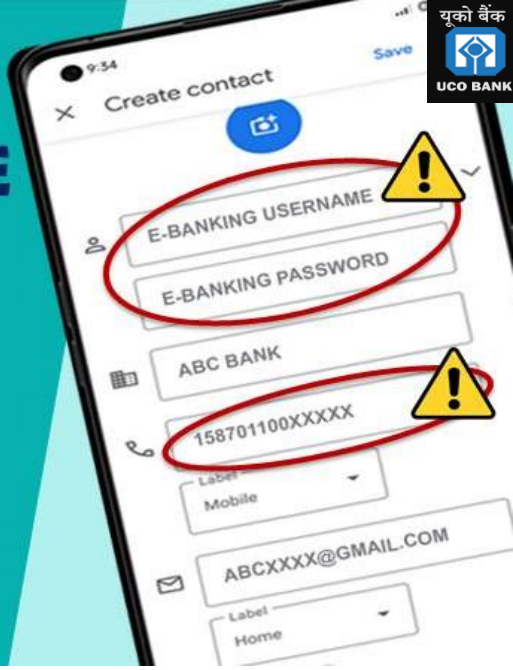 यूको बैंक
UCO BANK
9:34
Create contact
Save
E-BANKING USERNAME
E-BANKING PASSWORD
ABC BANK
158701100XXXXX
Label
Mobile
ABCXXXX@GMAIL.COM
Label
Home